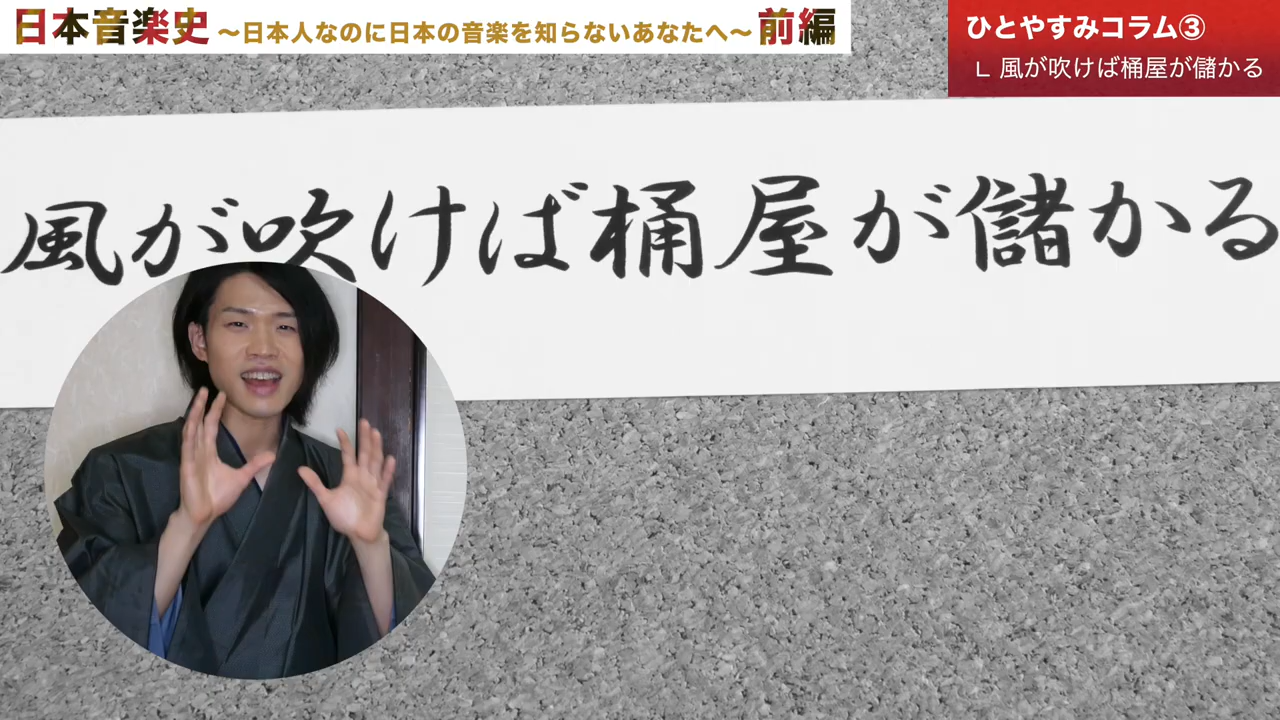 日本音楽史 〜日本人なのに日本の音楽を知らないあなたへ〜 前編
ひとやすみコラム③
∟ 風が吹けば桶屋が儲かる
風が吹けば桶屋が儲かる